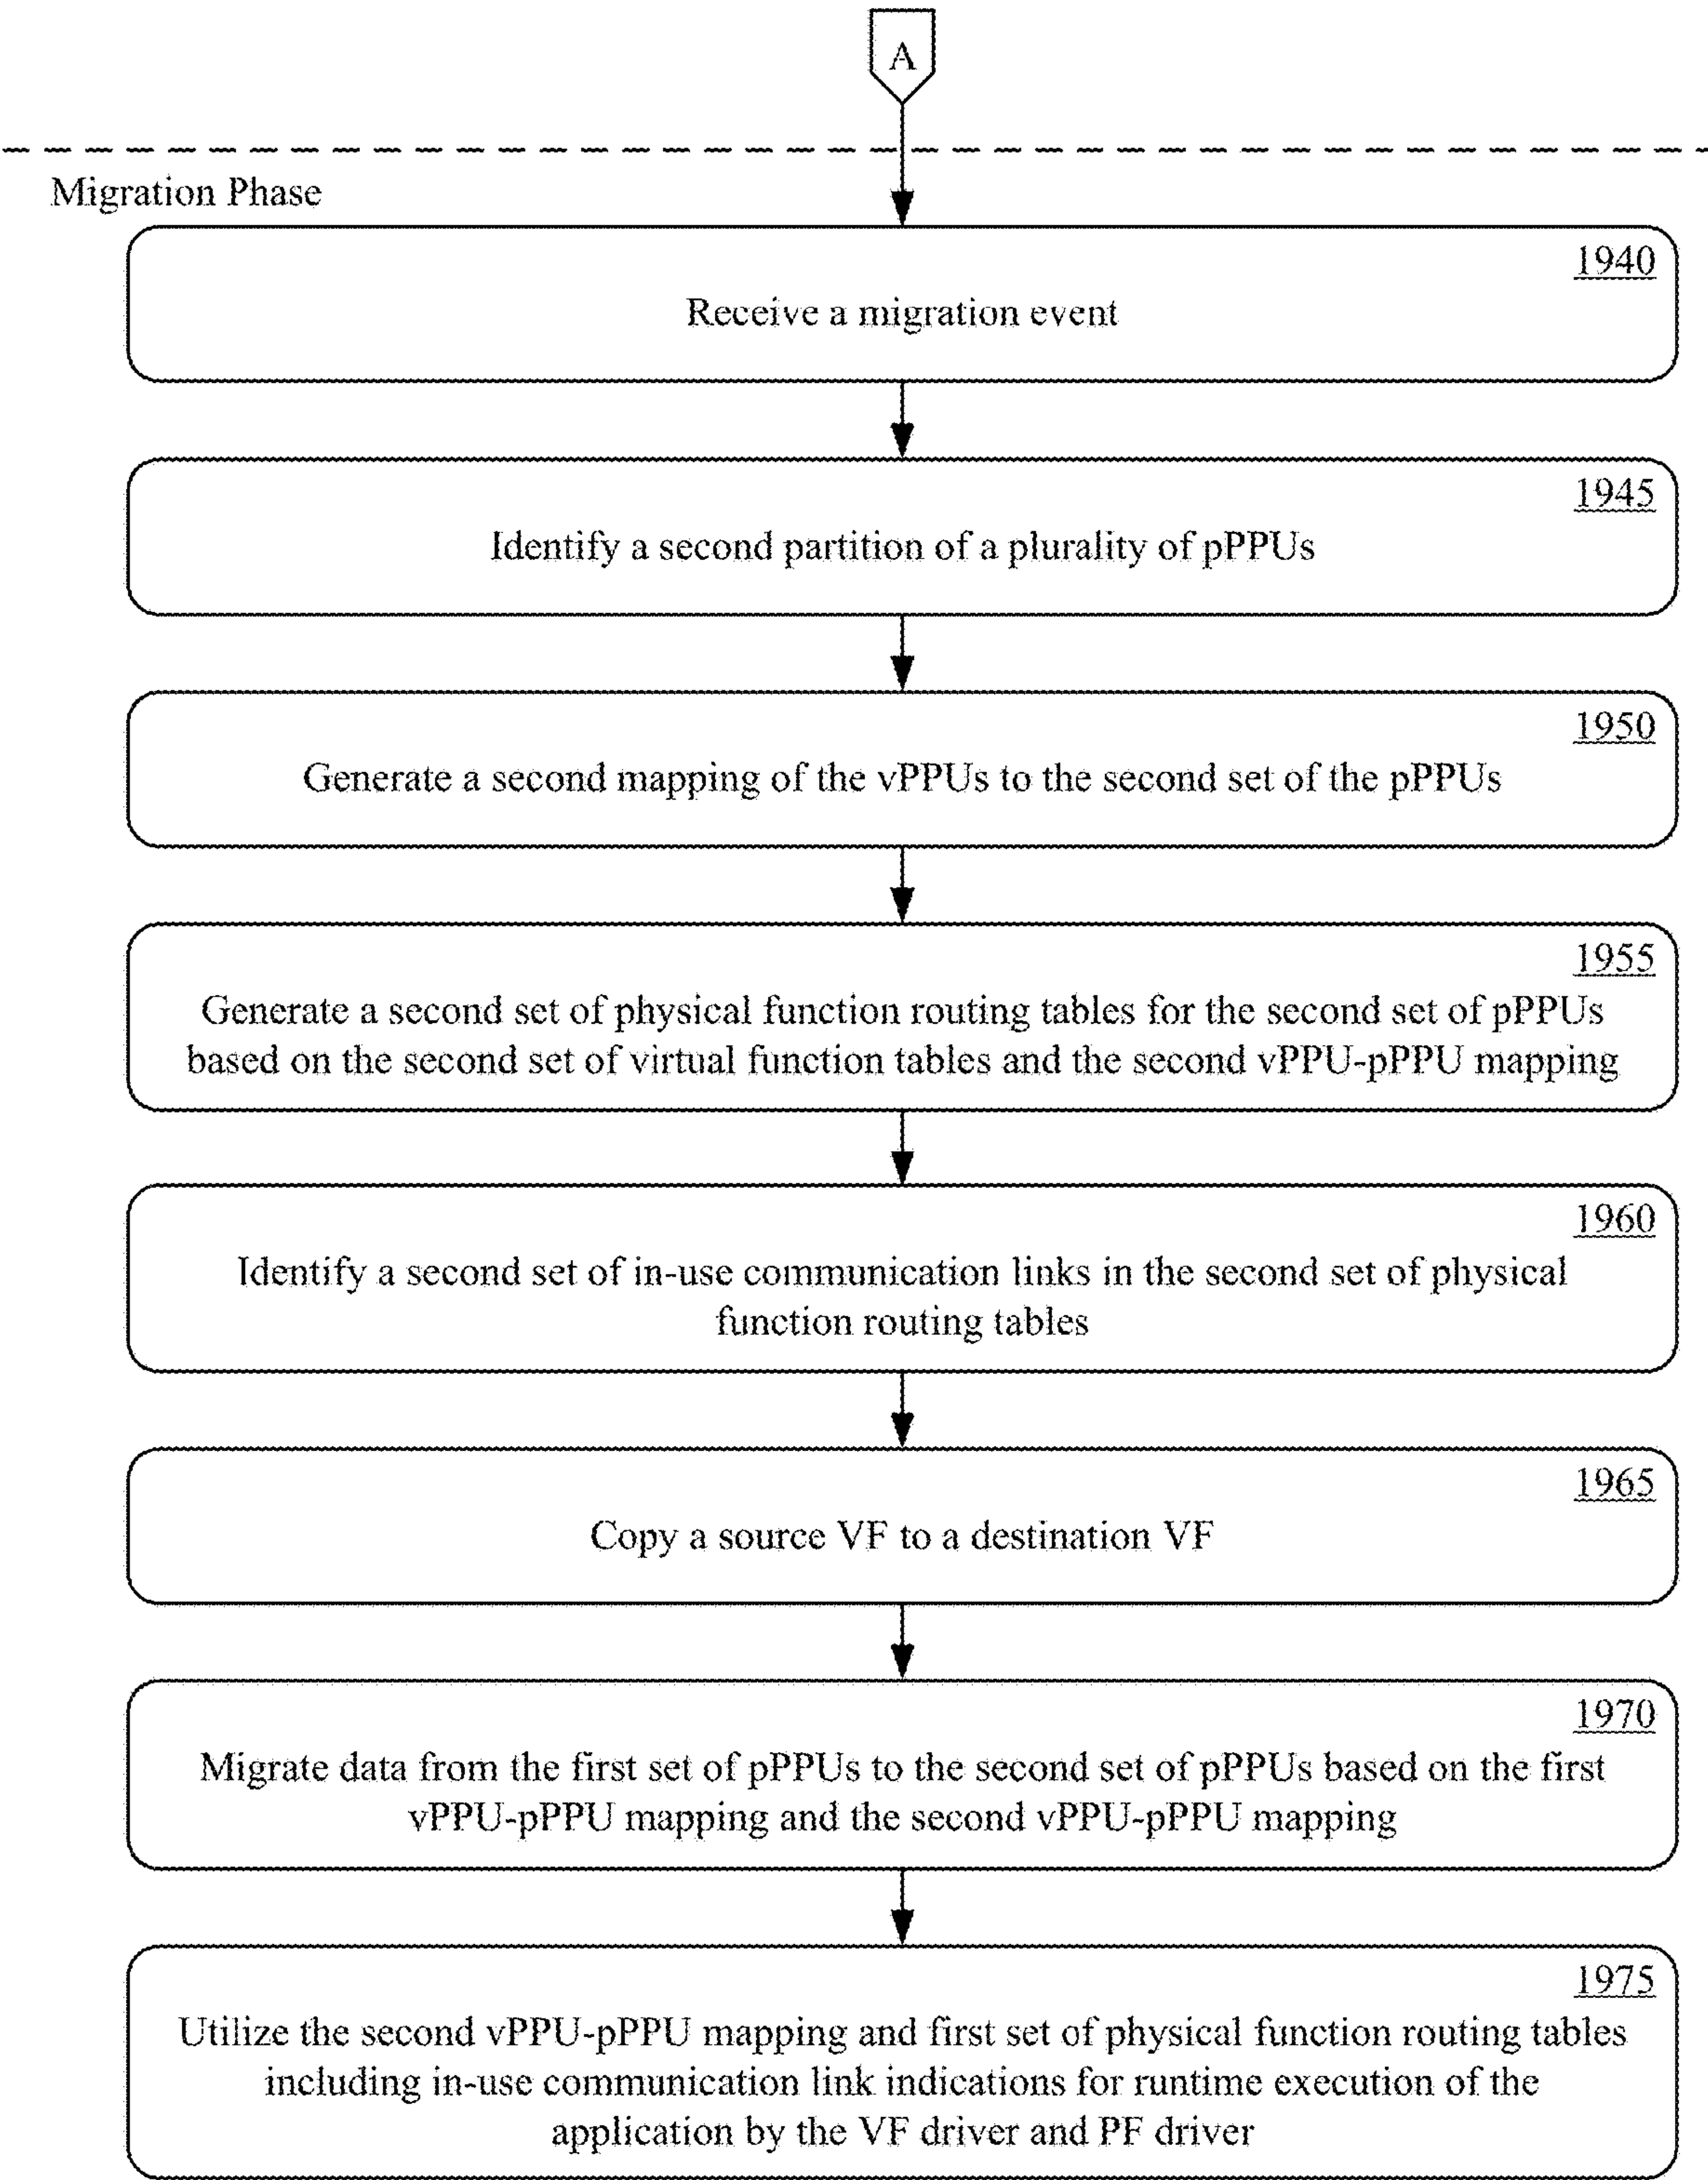 A
Migration Phase
1940
Receive a migration event
1945
Identify a second partition of a plurality of pPPUs
1950
Generate a second mapping of the vPPUs to the second set of the pPPUs
1955
Generate a second set of physical function routing tables for the second set of pPPUs
based on the second set of virtual function tables and the second vPPU-pPPU mapping
1960
Identify a second set of in-use communication links in the second set of physical
function routing tables
1965
Copy a source VF to a destination VF
1970
Migrate data from the first set of pPPUs to the second set of pPPUs based on the first
vPPU-pPPU mapping and the second vPPU-pPPU mapping
1975
Utilize the second vPPU-pPPU mapping and first set of physical function routing tables
including in-use communication link indications for runtime execution of the
application by the VF driver and PF driver